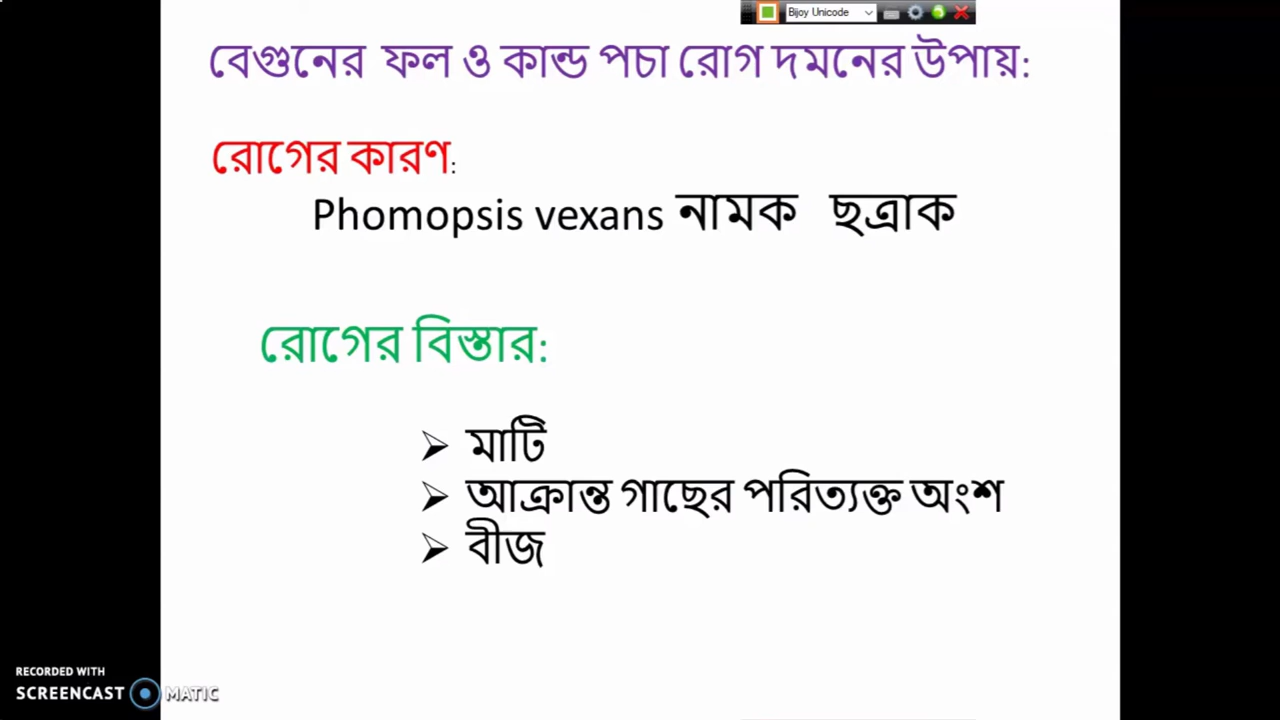 Bijoy Unicode
বেগুনের ফল ও কান্ড পচা রোগ দমনের উপায়:
রোগের কারণ:
Phomopsis vexans নামক ছত্রাক
রোগের বিস্তার:
মাটি
আক্রান্ত গাছের পরিত্যক্ত অংশ
বীজ
RECORDED WITH
SCREENCAST MATIC